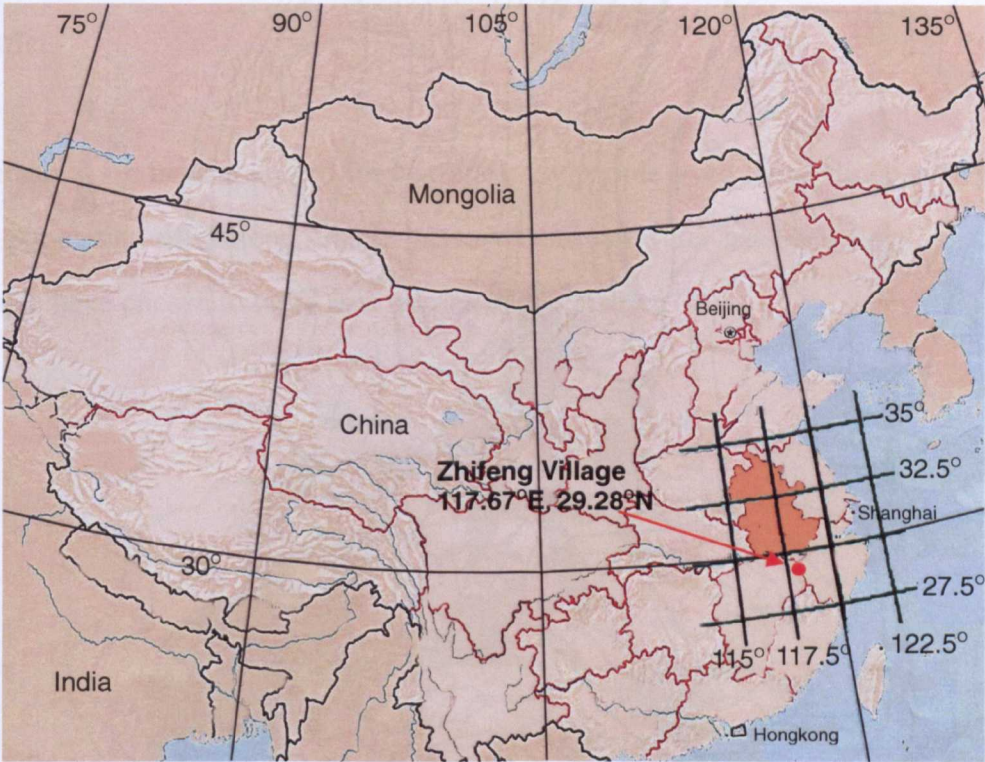 75°
90°
105°
120°
135°
Mongolia
45°
Beijing
China
35°
Zhifeng Village
117.67°E, 29.28°N
32.5°
Shanghai
30°
27.5°
115°
117.5°
122.5°
India
Hongkong